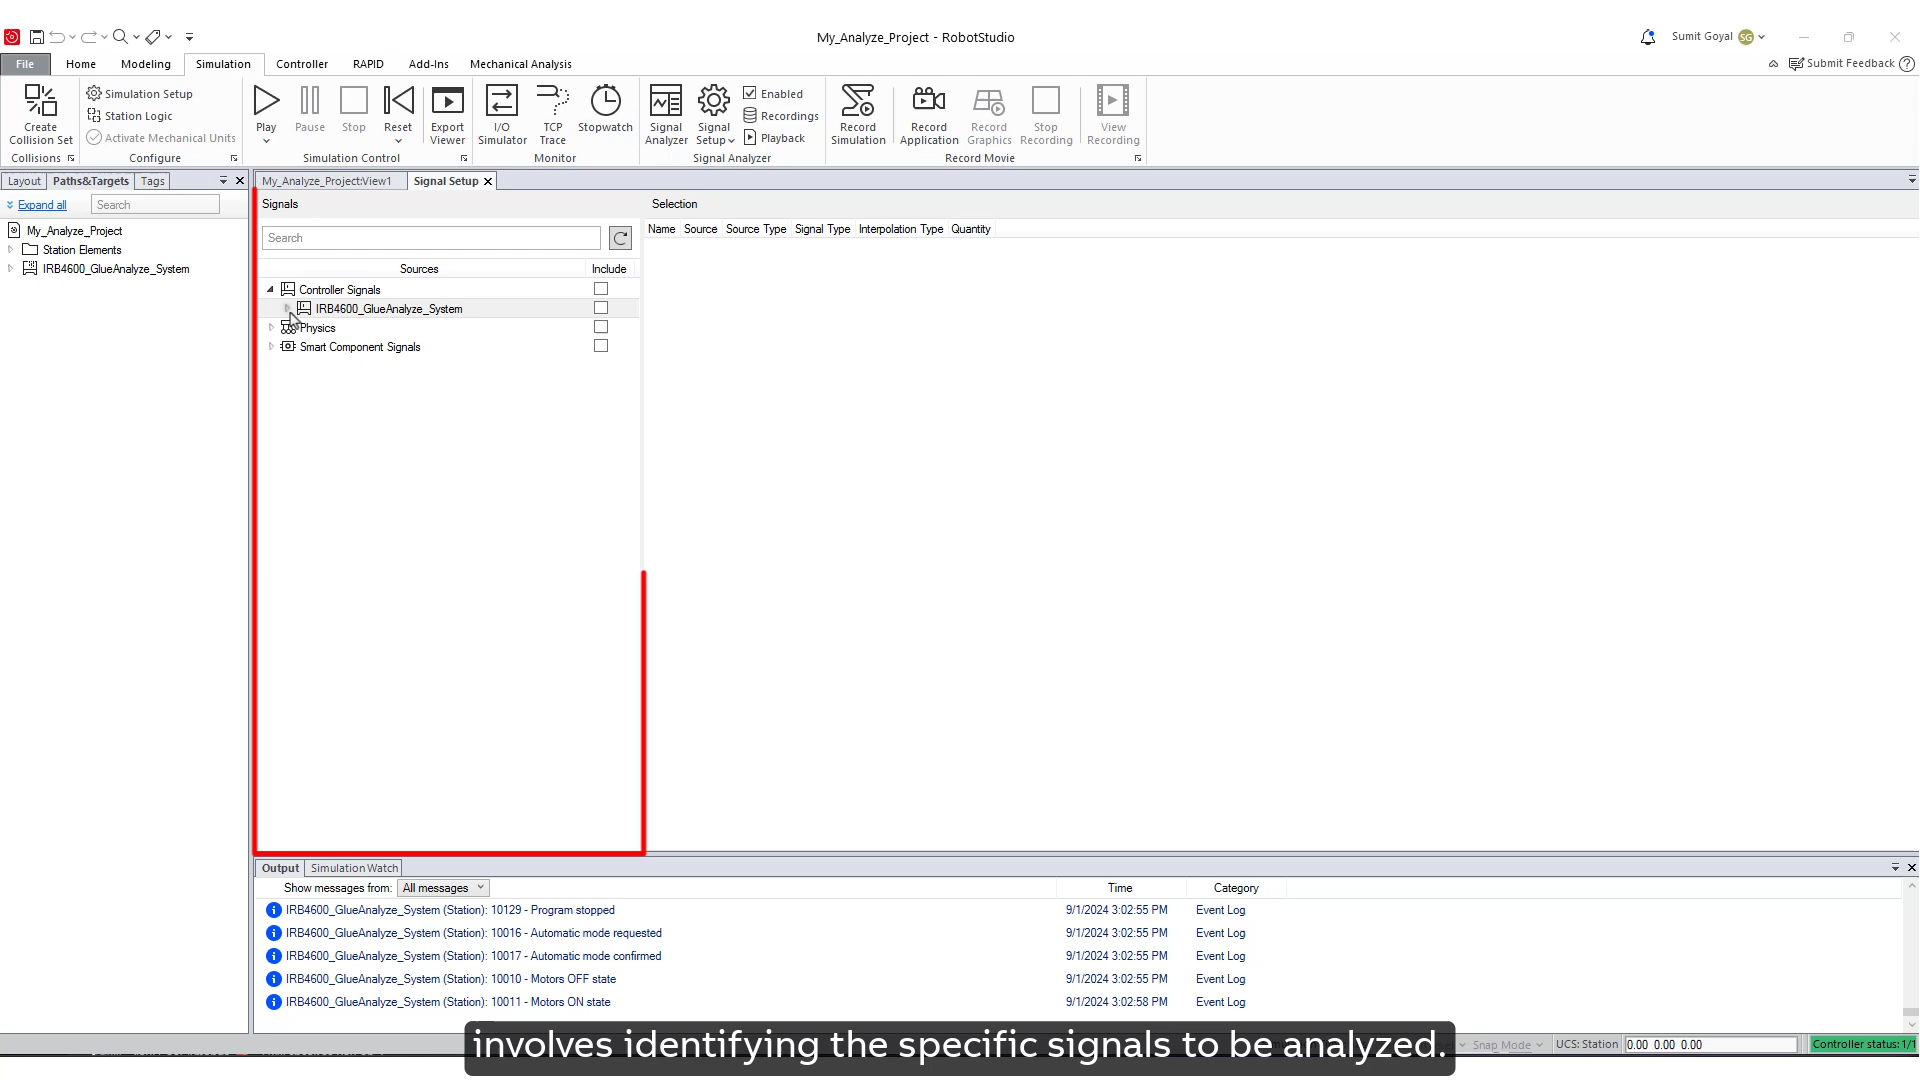 My_Analyze_Project - RobotStudio
Sumit Goyal SG
File Home Modeling Simulation Controller RAPID Add-Ins Mechanical Analysis
Submit Feedback
Create Collision Set
Collisions
Simulation Setup
Station Logic
Activate Mechanical Units
Configure
Play
Pause
Stop
Reset
Export Viewer
Simulation Control
I/O Simulator
TCP Trace
Stopwatch
Monitor
Signal Analyzer
Signal Setup
Enabled
Recordings
Playback
Signal Analyzer
Record Simulation
Record Application
Record Graphics
Stop Recording
View Recording
Record Movie
Layout Paths&Targets Tags
Expand all Search
My_Analyze_Project
Station Elements
IRB4600_GlueAnalyze_System
My_Analyze_Project:View1 Signal Setup
Signals
Search
Sources Include
Controller Signals
IRB4600_GlueAnalyze_System
Physics
Smart Component Signals
Selection
Name Source Source Type Signal Type Interpolation Type Quantity
Output Simulation Watch
Show messages from: All messages Time Category
IRB4600_GlueAnalyze_System (Station): 10129 - Program stopped 9/1/2024 3:02:55 PM Event Log
IRB4600_GlueAnalyze_System (Station): 10016 - Automatic mode requested 9/1/2024 3:02:55 PM Event Log
IRB4600_GlueAnalyze_System (Station): 10017 - Automatic mode confirmed 9/1/2024 3:02:55 PM Event Log
IRB4600_GlueAnalyze_System (Station): 10010 - Motors OFF state 9/1/2024 3:02:55 PM Event Log
IRB4600_GlueAnalyze_System (Station): 10011 - Motors ON state 9/1/2024 3:02:58 PM Event Log
involves identifying the specific signals to be analyzed.
Snap Mode UCS: Station 0.00 0.00 0.00 Controller status: 1/1